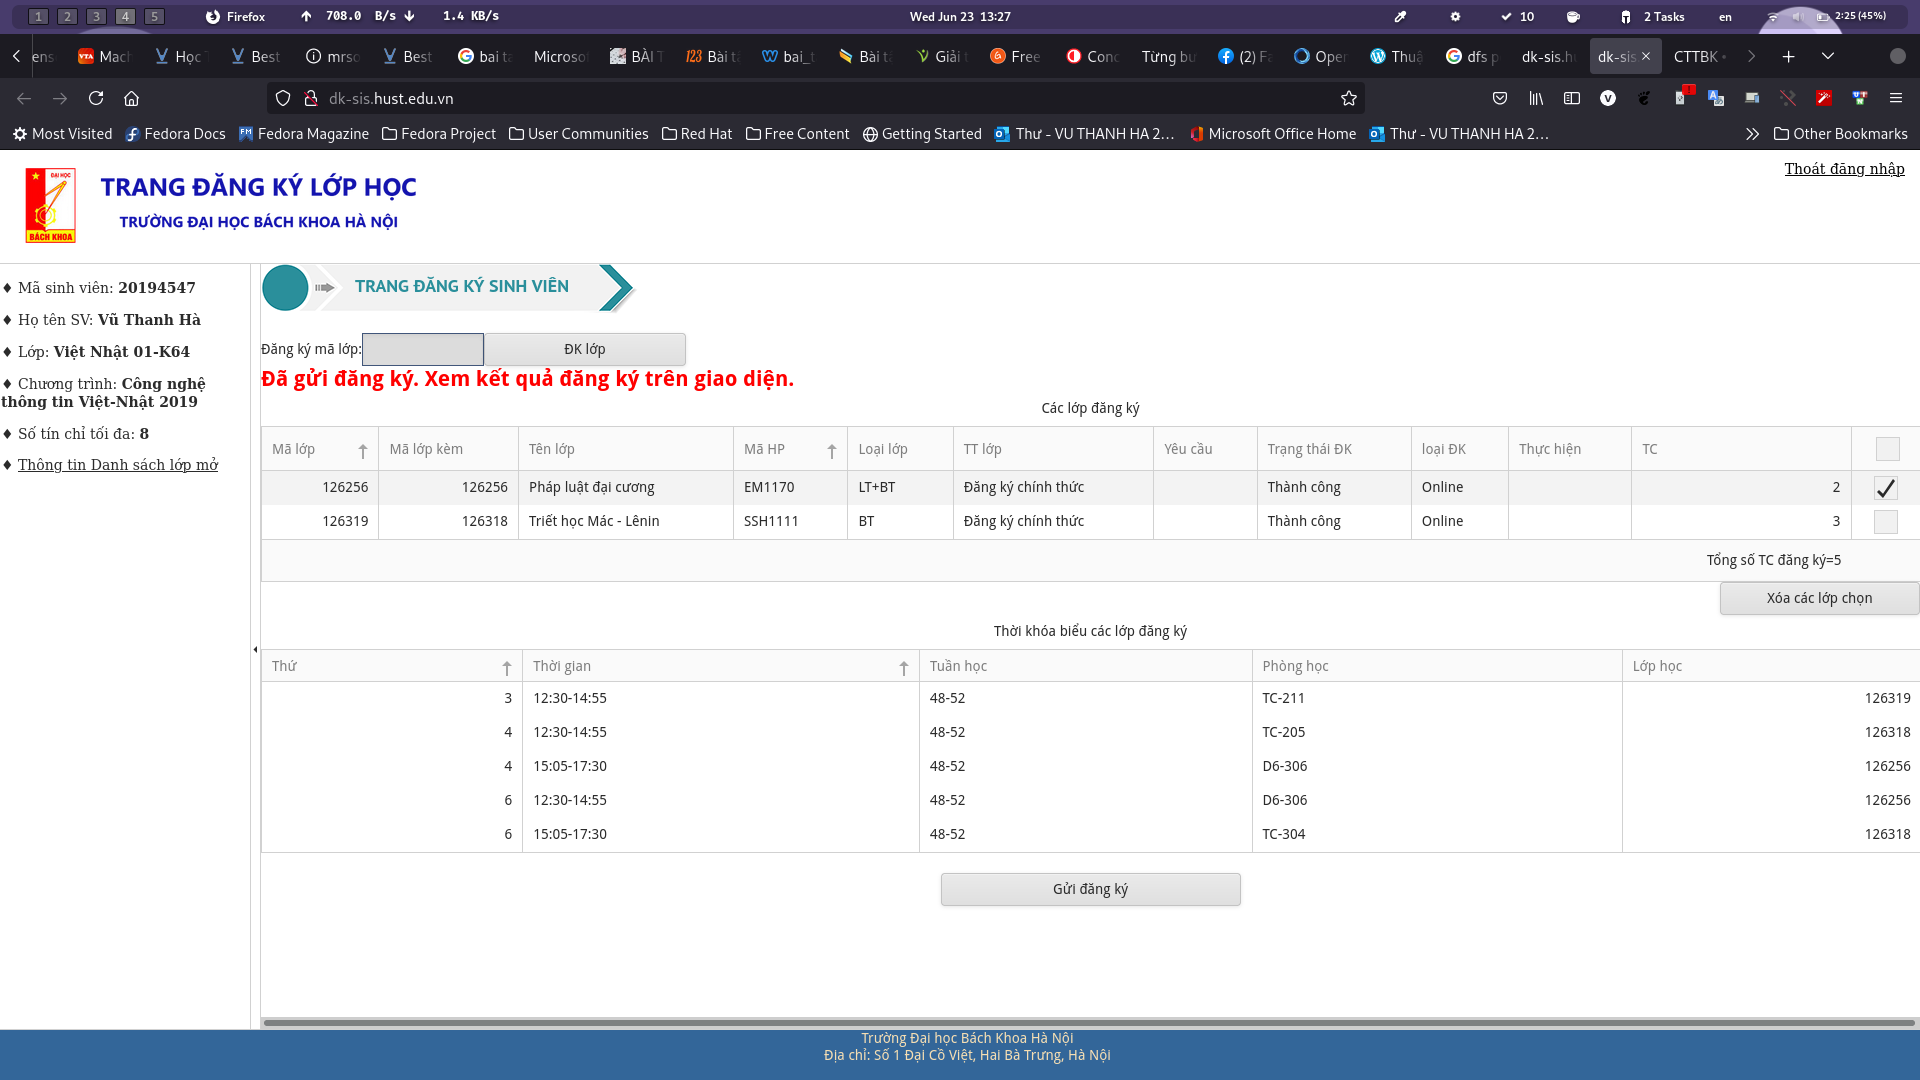 1 2 3 4 5 Firefox 708.0 B/s 1.4 KB/s Wed Jun 23 13:27 10 2 Tasks en 2:25 (45%)
Mach Học Best mrso Best bai ta Microso BÀI T Bài t bai_t Bài t Giải t Free Conc Từng bư (2) Fa Open Thuậ dfs p dk-sis.hu dk-sis CTTBK
dk-sis.hust.edu.vn
Most Visited Fedora Docs Fedora Magazine Fedora Project User Communities Red Hat Free Content Getting Started Thư - VU THANH HA 2... Microsoft Office Home Thư - VU THANH HA 2... Other Bookmarks
Thoát đăng nhập
ĐẠI HỌC
BÁCH KHOA
TRANG ĐĂNG KÝ LỚP HỌC
TRƯỜNG ĐẠI HỌC BÁCH KHOA HÀ NỘI
♦ Mã sinh viên: 20194547
♦ Họ tên SV: Vũ Thanh Hà
♦ Lớp: Việt Nhật 01-K64
♦ Chương trình: Công nghệ
thông tin Việt-Nhật 2019
♦ Số tín chỉ tối đa: 8
♦ Thông tin Danh sách lớp mở
TRANG ĐĂNG KÝ SINH VIÊN
Đăng ký mã lớp: ĐK lớp
Đã gửi đăng ký. Xem kết quả đăng ký trên giao diện.
Các lớp đăng ký
Mã lớp Mã lớp kèm Tên lớp Mã HP Loại lớp TT lớp Yêu cầu Trạng thái ĐK loại ĐK Thực hiện TC
126256 126256 Pháp luật đại cương EM1170 LT+BT Đăng ký chính thức Thành công Online 2
126319 126318 Triết học Mác - Lênin SSH1111 BT Đăng ký chính thức Thành công Online 3
Tổng số TC đăng ký=5
Xóa các lớp chọn
Thời khóa biểu các lớp đăng ký
Thứ Thời gian Tuần học Phòng học Lớp học
3 12:30-14:55 48-52 TC-211 126319
4 12:30-14:55 48-52 TC-205 126318
4 15:05-17:30 48-52 D6-306 126256
6 12:30-14:55 48-52 D6-306 126256
6 15:05-17:30 48-52 TC-304 126318
Gửi đăng ký
Trường Đại học Bách Khoa Hà Nội
Địa chỉ: Số 1 Đại Cồ Việt, Hai Bà Trưng, Hà Nội